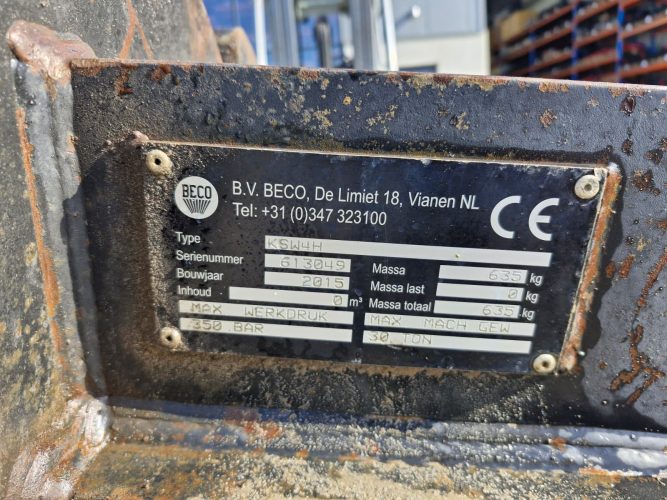 BECO
B.V. BECO, De Limiet 18, Vianen NL
Tel: +31 (0)347 323100
CE
Type KSW4H
Serienummer 613049
Bouwjaar 2015
Inhoud 0 m³
MAX WERKDRUK
350 BAR
Massa 635 kg
Massa last 0 kg
Massa totaal 635 kg
MAX MACH GEW
30 TON